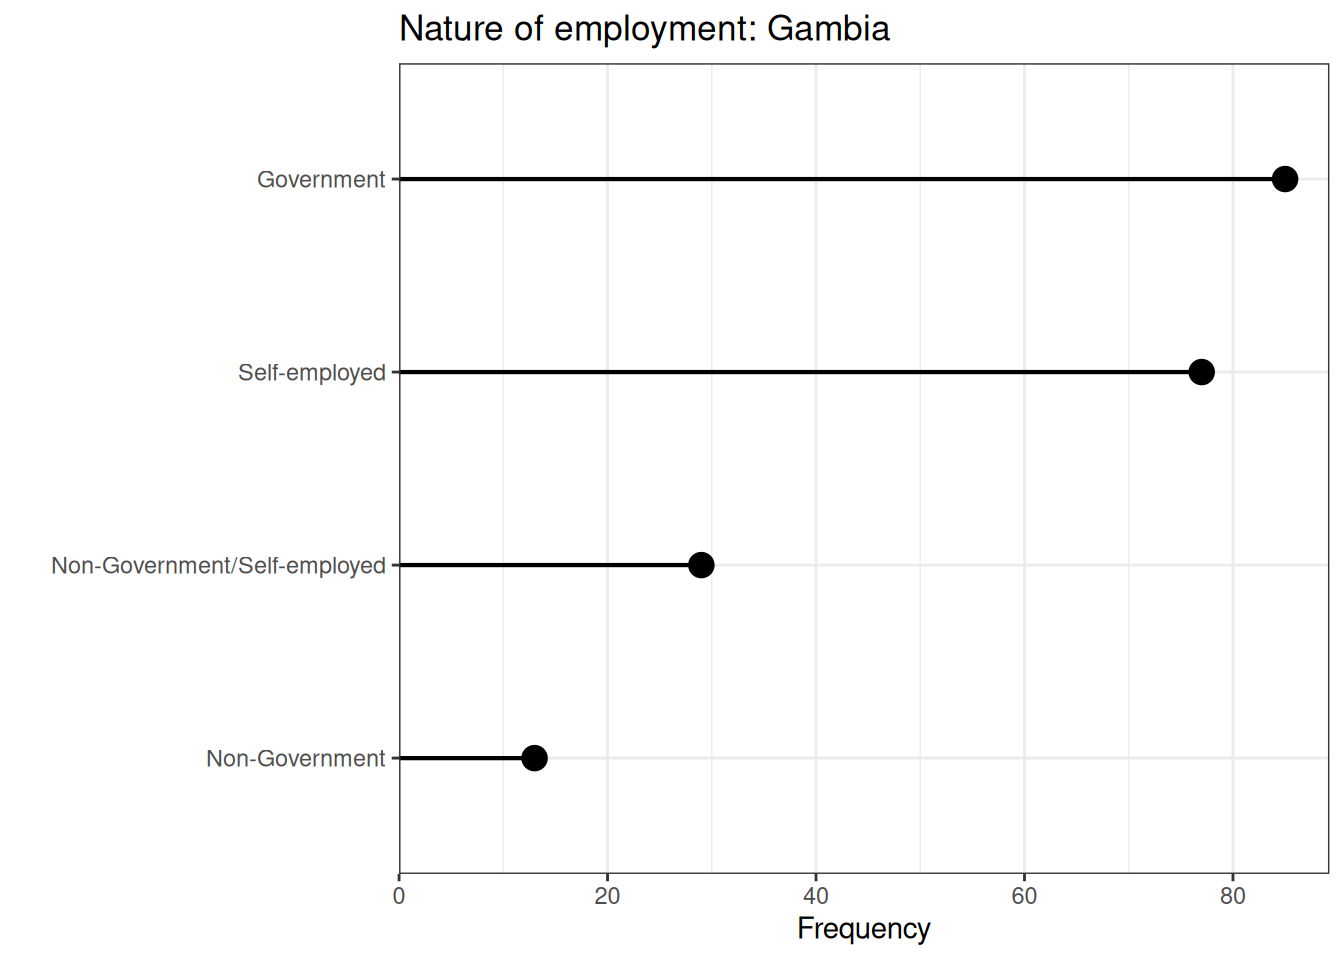 Nature of employment: Gambia
Government
Self-employed
Non-Government/Self-employed
Non-Government
0 20 40 60 80
Frequency